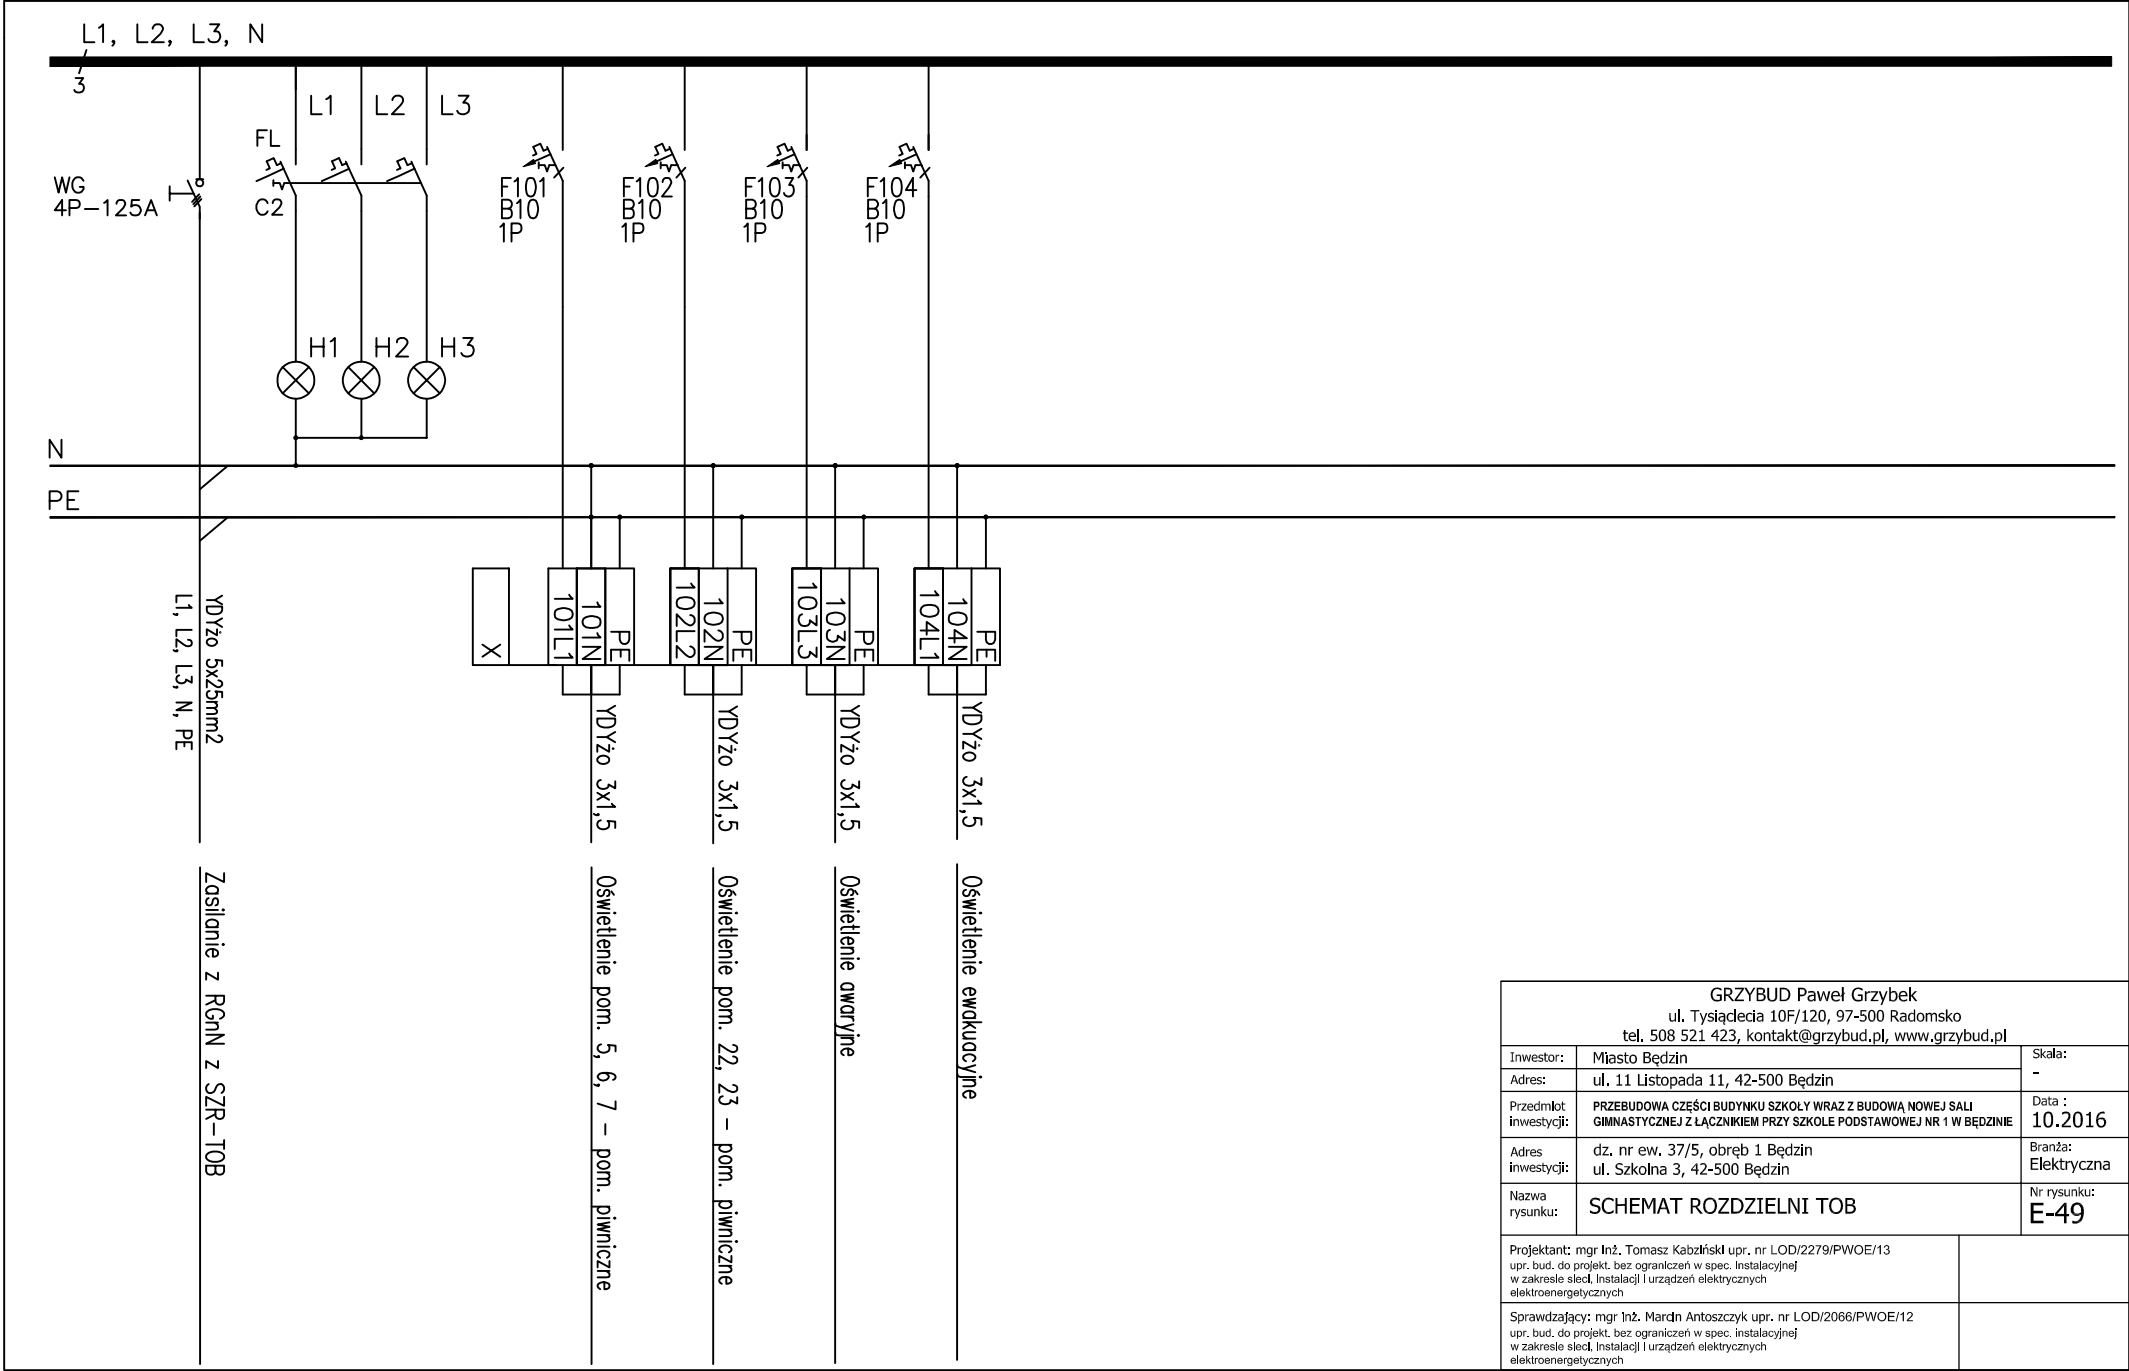 L1, L2, L3, N
3
L1
L2
L3
FL
C2
WG
4P-125A
F101
B10
1P
F102
B10
1P
F103
B10
1P
F104
B10
1P
H1
H2
H3
N
PE
X
101L1
101N
PE
102L2
102N
PE
103L3
103N
PE
104L1
104N
PE
YDYżo 5x25mm2
L1, L2, L3, N, PE
YDYżo 3x1,5
YDYżo 3x1,5
YDYżo 3x1,5
YDYżo 3x1,5
Zasilanie z RGnN z SZR-TOB
Oświetlenie pom. 5, 6, 7 - pom. piwniczne
Oświetlenie pom. 22, 23 - pom. piwniczne
Oświetlenie awaryjne
Oświetlenie ewakuacyjne
GRZYBUD Paweł Grzybek
ul. Tysiąclecia 10F/120, 97-500 Radomsko
tel. 508 521 423, kontakt@grzybud.pl, www.grzybud.pl
Inwestor:
Miasto Będzin
Skala:
-
Adres:
ul. 11 Listopada 11, 42-500 Będzin
Przedmiot
inwestycji:
PRZEBUDOWA CZĘŚCI BUDYNKU SZKOŁY WRAZ Z BUDOWĄ NOWEJ SALI
GIMNASTYCZNEJ Z ŁĄCZNIKIEM PRZY SZKOLE PODSTAWOWEJ NR 1 W BĘDZINIE
Data :
10.2016
Adres
inwestycji:
dz. nr ew. 37/5, obręb 1 Będzin
ul. Szkolna 3, 42-500 Będzin
Branża:
Elektryczna
Nazwa
rysunku:
SCHEMAT ROZDZIELNI TOB
Nr rysunku:
E-49
Projektant: mgr inż. Tomasz Kabziński upr. nr LOD/2279/PWOE/13
upr. bud. do projekt. bez ograniczeń w spec. instalacyjnej
w zakresie sieci, instalacji i urządzeń elektrycznych
elektroenergetycznych
Sprawdzający: mgr inż. Marcin Antoszczyk upr. nr LOD/2066/PWOE/12
upr. bud. do projekt. bez ograniczeń w spec. instalacyjnej
w zakresie sieci, instalacji i urządzeń elektrycznych
elektroenergetycznych